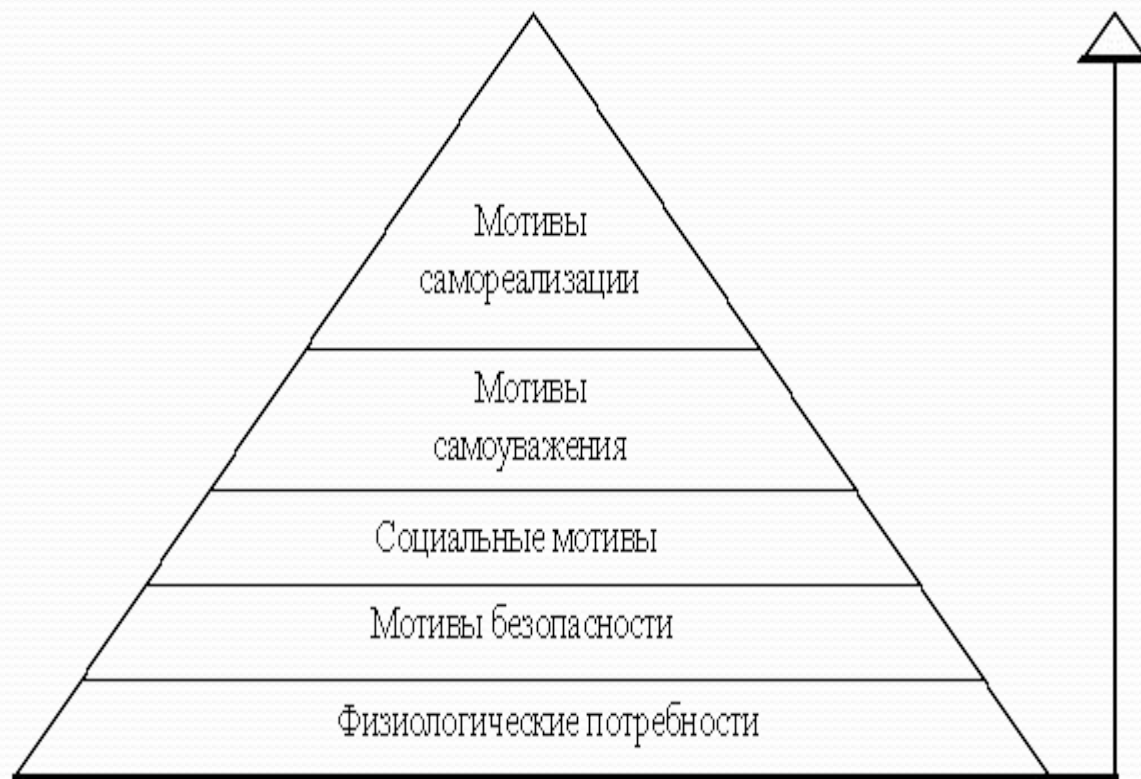 Мотивы
самореализации
Мотивы
самоуважения
Социальные мотивы
Мотивы безопасности
Физиологические потребности